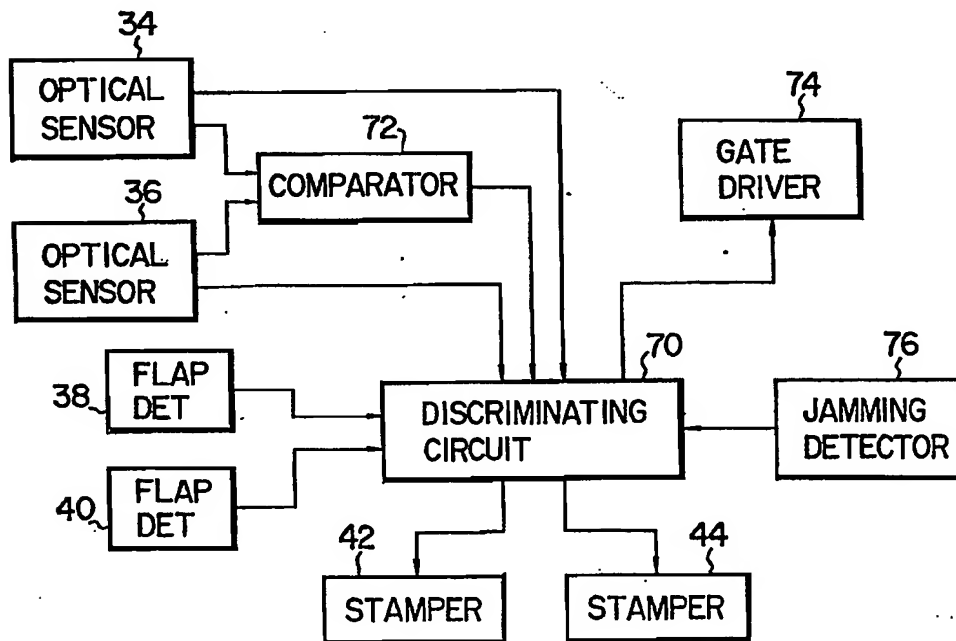 34
OPTICAL
SENSOR
72
COMPARATOR
74
GATE
DRIVER
36
OPTICAL
SENSOR
38
FLAP
DET
70
DISCRIMINATING
CIRCUIT
76
JAMMING
DETECTOR
40
FLAP
DET
42
STAMPER
44
STAMPER